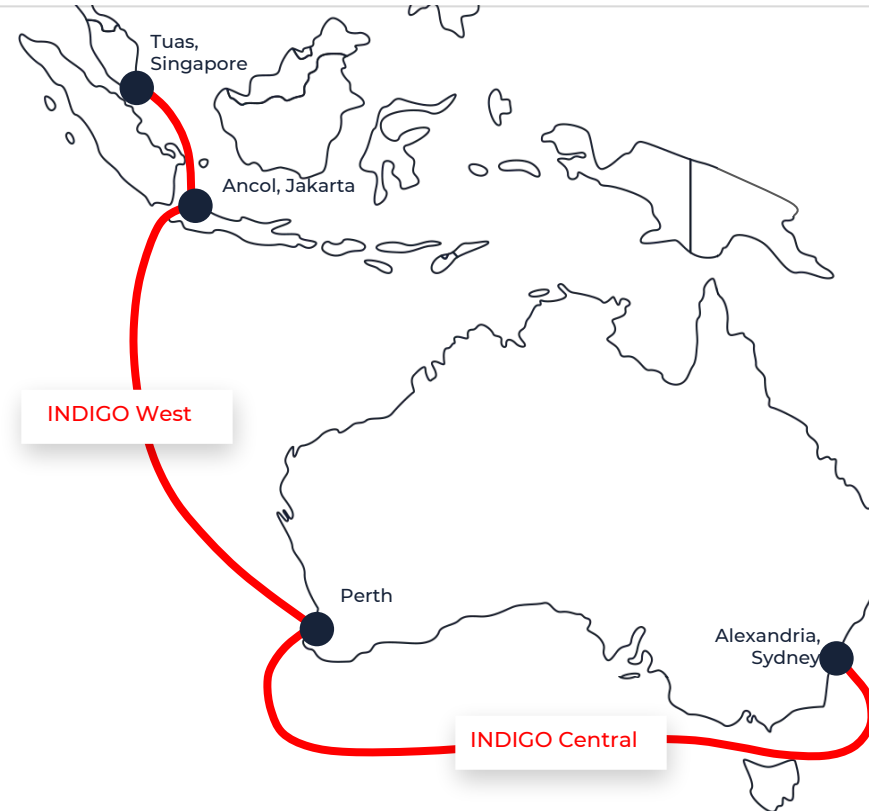 Tuas,
Singapore
Ancol, Jakarta
INDIGO West
Perth
Alexandria,
Sydney
INDIGO Central